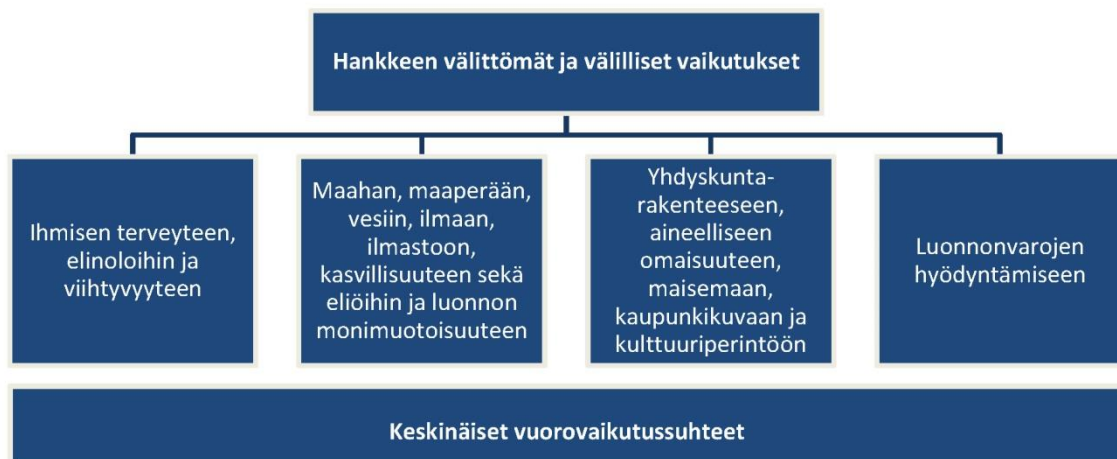 Hankkeen välittömät ja välilliset vaikutukset
Ihmisen terveyteen,
elinoloihin ja
viihtyvyyteen
Maahan, maaperään,
vesiin, ilmaan,
ilmastoon,
kasvillisuuteen sekä
eliöihin ja luonnon
monimuotoisuuteen
Yhdyskunta-
rakenteeseen,
aineelliseen
omaisuuteen,
maisemaan,
kaupunkikuvaan ja
kulttuuriperintöön
Luonnonvarojen
hyödyntämiseen
Keskinäiset vuorovaikutussuhteet